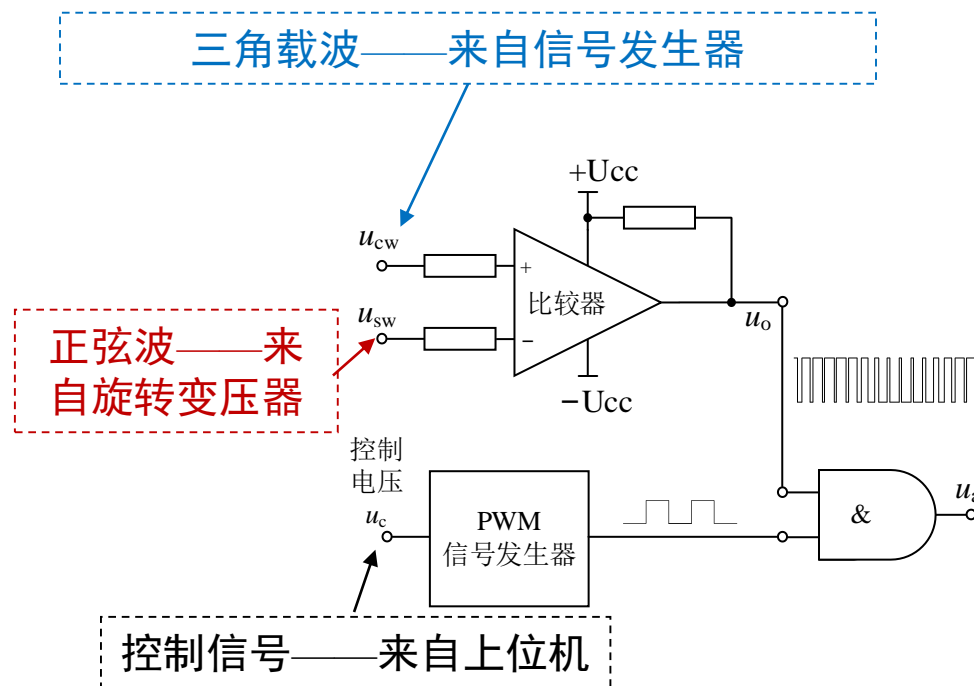 三角载波——来自信号发生器
+Ucc
ucw
+
比较器
usw
−
uo
−Ucc
正弦波——来
自旋转变压器
控制
电压
uc
PWM
信号发生器
&
控制信号——来自上位机